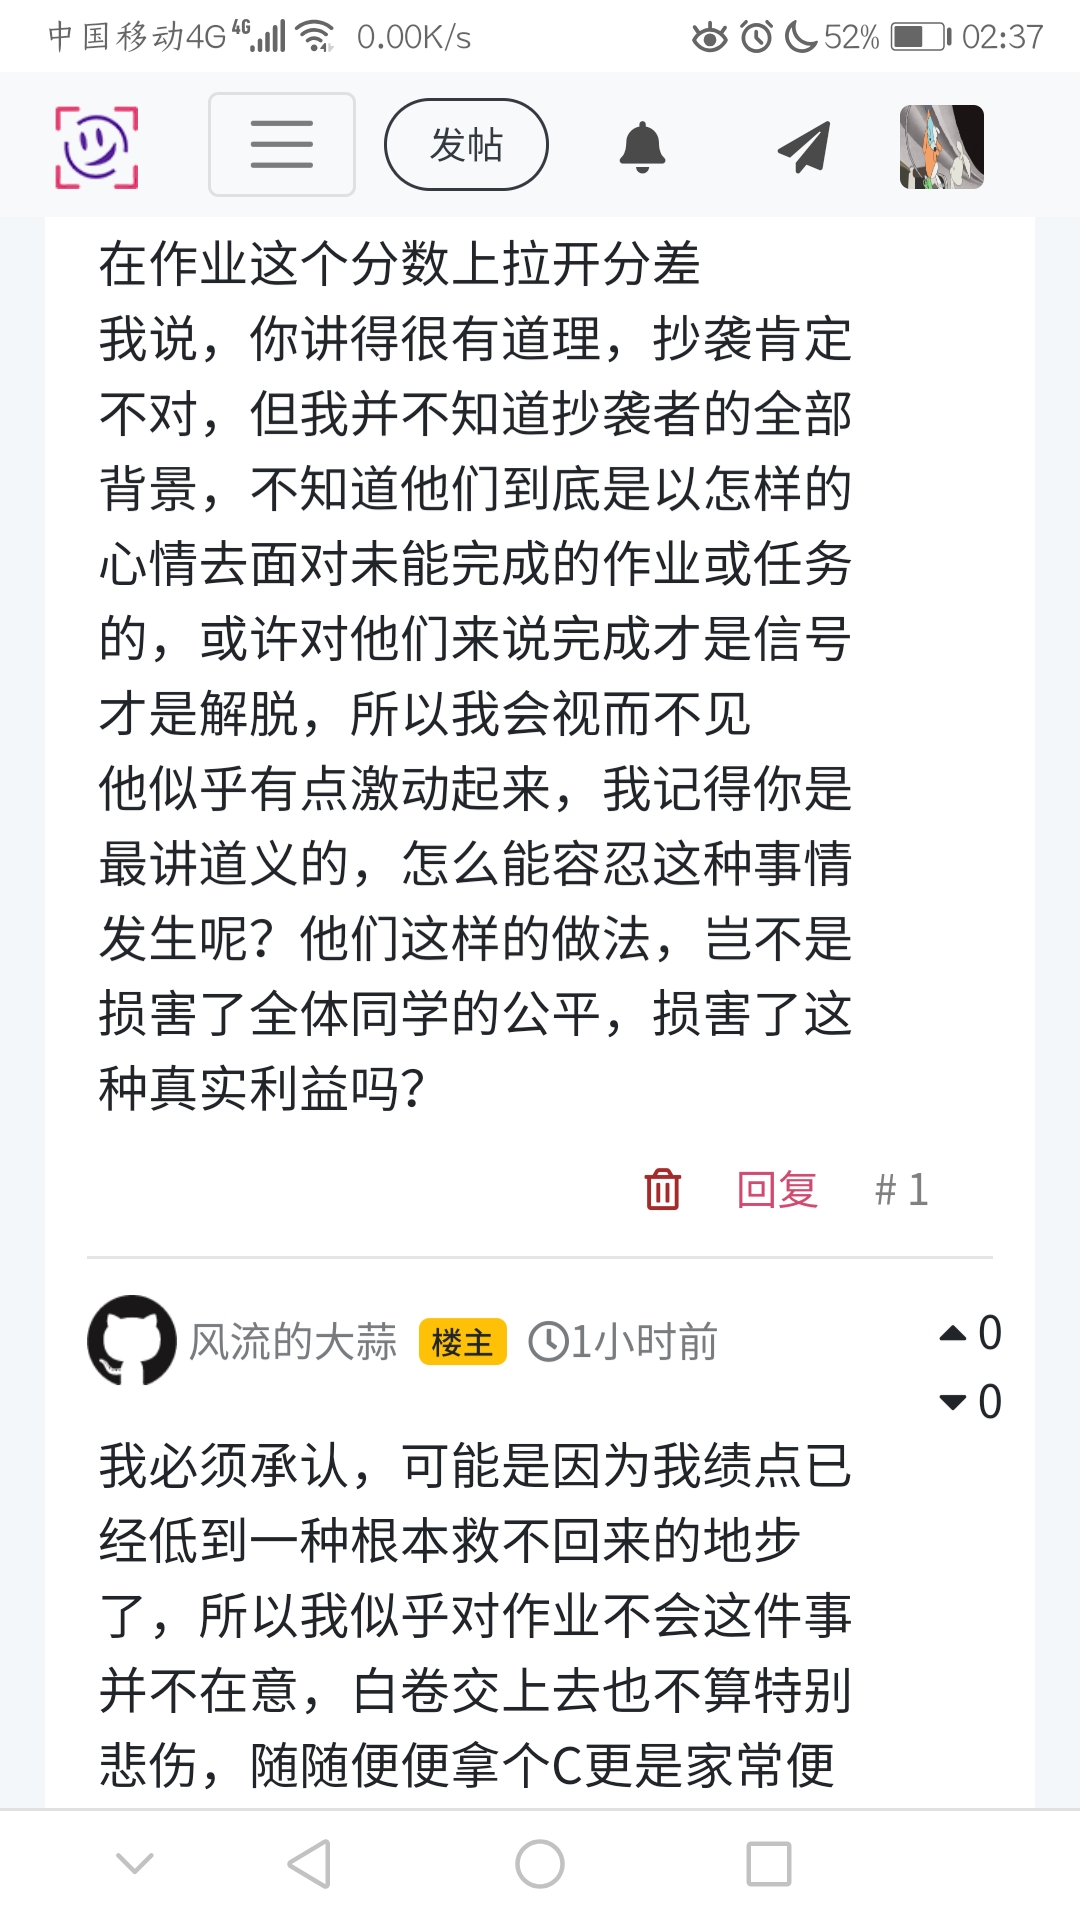 中国移动4G 4G 0.00K/s 52% 02:37
发帖
在作业这个分数上拉开分差
我说，你讲得很有道理，抄袭肯定
不对，但我并不知道抄袭者的全部
背景，不知道他们到底是以怎样的
心情去面对未能完成的作业或任务
的，或许对他们来说完成才是信号
才是解脱，所以我会视而不见
他似乎有点激动起来，我记得你是
最讲道义的，怎么能容忍这种事情
发生呢？他们这样的做法，岂不是
损害了全体同学的公平，损害了这
种真实利益吗？
回复 # 1
风流的大蒜 楼主 1小时前
0
0
我必须承认，可能是因为我绩点已
经低到一种根本救不回来的地步
了，所以我似乎对作业不会这件事
并不在意，白卷交上去也不算特别
悲伤，随随便便拿个C更是家常便